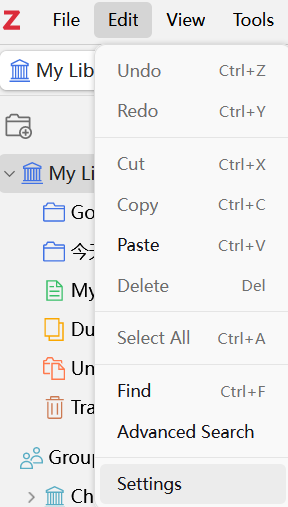 Z File Edit View Tools
My Lib
Undo Ctrl+Z
Redo Ctrl+Y
My Li
Cut Ctrl+X
Copy Ctrl+C
Go
Paste Ctrl+V
今天
Delete Del
My
Du
Select All Ctrl+A
Un
Find Ctrl+F
Tra
Advanced Search
Group
Settings
Ch